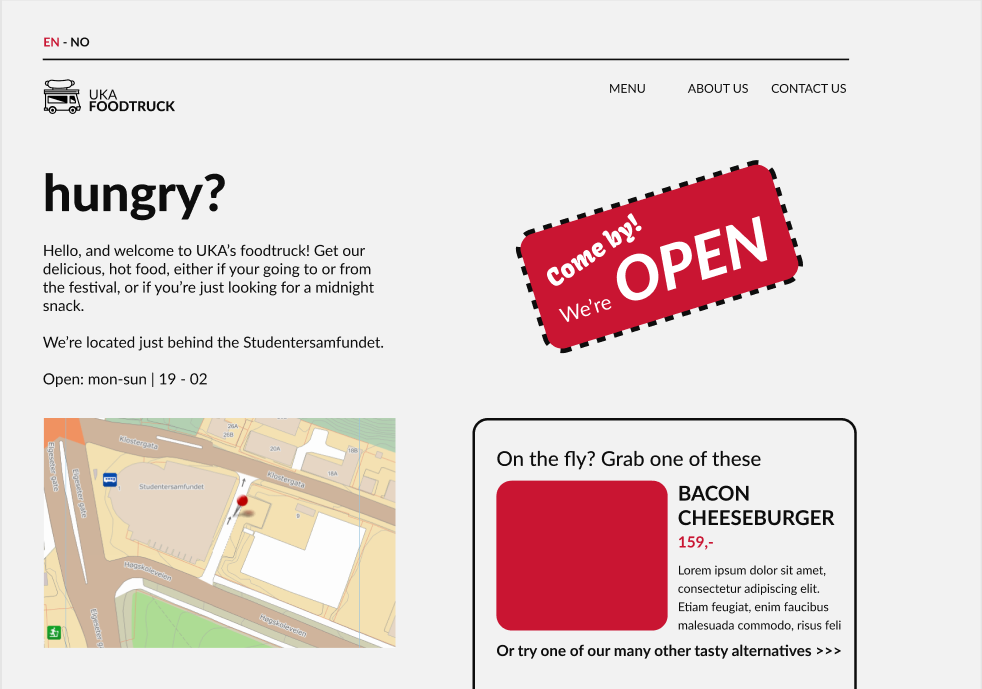 EN - NO
UKA
FOODTRUCK
MENU
ABOUT US
CONTACT US
hungry?
Hello, and welcome to UKA's foodtruck! Get our
delicious, hot food, either if your going to or from
the festival, or if you're just looking for a midnight
snack.
We're located just behind the Studentersamfundet.
Open: mon-sun | 19 - 02
Come by!
We're OPEN
Klostergata
26A
26B
20A
18B
18A
Klostergata
Elgeseter gate
Studentersamfundet
9
Høgskoleveien
Høgskoleveien
On the fly? Grab one of these
BACON
CHEESEBURGER
159,-
Lorem ipsum dolor sit amet,
consectetur adipiscing elit.
Etiam feugiat, enim faucibus
malesuada commodo, risus feli
Or try one of our many other tasty alternatives >>>